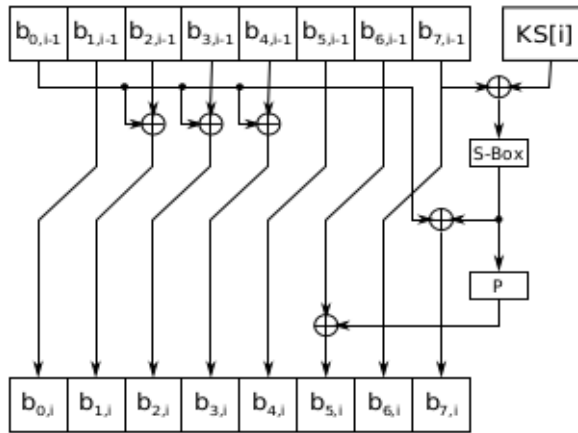 b0,i-1 b1,i-1 b2,i-1 b3,i-1 b4,i-1 b5,i-1 b6,i-1 b7,i-1 KS[i]
S-Box
P
b0,i b1,i b2,i b3,i b4,i b5,i b6,i b7,i